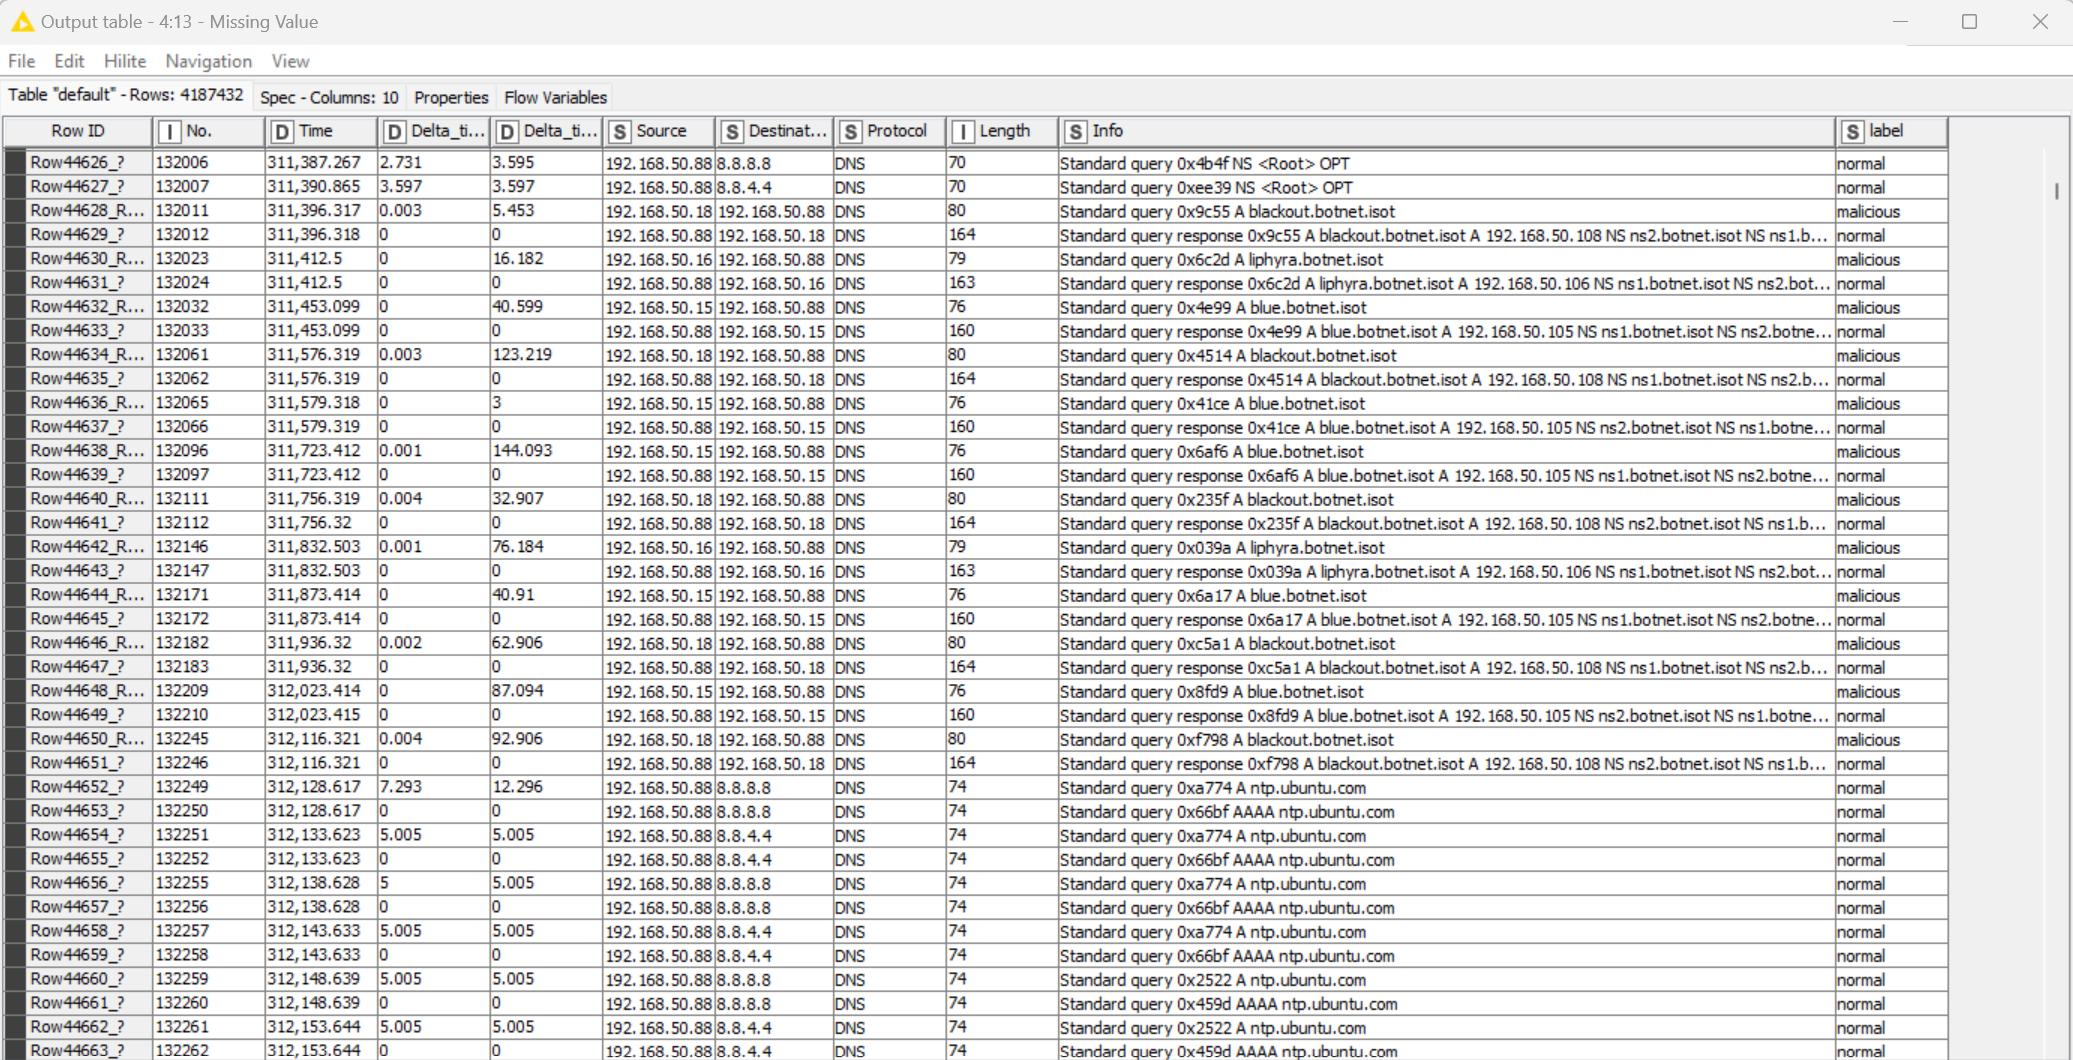 Output table - 4:13 - Missing Value
File Edit Hilite Navigation View
Table "default" - Rows: 4187432 Spec - Columns: 10 Properties Flow Variables
Row ID I No. D Time D Delta_ti... D Delta_ti... S Source S Destinat... S Protocol I Length S Info S label
Row44626_? 132006 311,387.267 2.731 3.595 192.168.50.88 8.8.8.8 DNS 70 Standard query 0x4b4f NS <Root> OPT normal
Row44627_? 132007 311,390.865 3.597 3.597 192.168.50.88 8.8.4.4 DNS 70 Standard query 0xee39 NS <Root> OPT normal
Row44628_R... 132011 311,396.317 0.003 5.453 192.168.50.18 192.168.50.88 DNS 80 Standard query 0x9c55 A blackout.botnet.isot malicious
Row44629_? 132012 311,396.318 0 0 192.168.50.88 192.168.50.18 DNS 164 Standard query response 0x9c55 A blackout.botnet.isot A 192.168.50.108 NS ns2.botnet.isot NS ns1.b... normal
Row44630_R... 132023 311,412.5 0 16.182 192.168.50.16 192.168.50.88 DNS 79 Standard query 0x6c2d A liphyra.botnet.isot malicious
Row44631_? 132024 311,412.5 0 0 192.168.50.88 192.168.50.16 DNS 163 Standard query response 0x6c2d A liphyra.botnet.isot A 192.168.50.106 NS ns1.botnet.isot NS ns2.bot... normal
Row44632_R... 132032 311,453.099 0 40.599 192.168.50.15 192.168.50.88 DNS 76 Standard query 0x4e99 A blue.botnet.isot malicious
Row44633_? 132033 311,453.099 0 0 192.168.50.88 192.168.50.15 DNS 160 Standard query response 0x4e99 A blue.botnet.isot A 192.168.50.105 NS ns1.botnet.isot NS ns2.botne... normal
Row44634_R... 132061 311,576.319 0.003 123.219 192.168.50.18 192.168.50.88 DNS 80 Standard query 0x4514 A blackout.botnet.isot malicious
Row44635_? 132062 311,576.319 0 0 192.168.50.88 192.168.50.18 DNS 164 Standard query response 0x4514 A blackout.botnet.isot A 192.168.50.108 NS ns1.botnet.isot NS ns2.b... normal
Row44636_R... 132065 311,579.318 0 3 192.168.50.15 192.168.50.88 DNS 76 Standard query 0x41ce A blue.botnet.isot malicious
Row44637_? 132066 311,579.319 0 0 192.168.50.88 192.168.50.15 DNS 160 Standard query response 0x41ce A blue.botnet.isot A 192.168.50.105 NS ns2.botnet.isot NS ns1.botne... normal
Row44638_R... 132096 311,723.412 0.001 144.093 192.168.50.15 192.168.50.88 DNS 76 Standard query 0x6af6 A blue.botnet.isot malicious
Row44639_? 132097 311,723.412 0 0 192.168.50.88 192.168.50.15 DNS 160 Standard query response 0x6af6 A blue.botnet.isot A 192.168.50.105 NS ns1.botnet.isot NS ns2.botne... normal
Row44640_R... 132111 311,756.319 0.004 32.907 192.168.50.18 192.168.50.88 DNS 80 Standard query 0x235f A blackout.botnet.isot malicious
Row44641_? 132112 311,756.32 0 0 192.168.50.88 192.168.50.18 DNS 164 Standard query response 0x235f A blackout.botnet.isot A 192.168.50.108 NS ns2.botnet.isot NS ns1.b... normal
Row44642_R... 132146 311,832.503 0.001 76.184 192.168.50.16 192.168.50.88 DNS 79 Standard query 0x039a A liphyra.botnet.isot malicious
Row44643_? 132147 311,832.503 0 0 192.168.50.88 192.168.50.16 DNS 163 Standard query response 0x039a A liphyra.botnet.isot A 192.168.50.106 NS ns1.botnet.isot NS ns2.bot... normal
Row44644_R... 132171 311,873.414 0 40.91 192.168.50.15 192.168.50.88 DNS 76 Standard query 0x6a17 A blue.botnet.isot malicious
Row44645_? 132172 311,873.414 0 0 192.168.50.88 192.168.50.15 DNS 160 Standard query response 0x6a17 A blue.botnet.isot A 192.168.50.105 NS ns1.botnet.isot NS ns2.botne... normal
Row44646_R... 132182 311,936.32 0.002 62.906 192.168.50.18 192.168.50.88 DNS 80 Standard query 0xc5a1 A blackout.botnet.isot malicious
Row44647_? 132183 311,936.32 0 0 192.168.50.88 192.168.50.18 DNS 164 Standard query response 0xc5a1 A blackout.botnet.isot A 192.168.50.108 NS ns1.botnet.isot NS ns2.b... normal
Row44648_R... 132209 312,023.414 0 87.094 192.168.50.15 192.168.50.88 DNS 76 Standard query 0x8fd9 A blue.botnet.isot malicious
Row44649_? 132210 312,023.415 0 0 192.168.50.88 192.168.50.15 DNS 160 Standard query response 0x8fd9 A blue.botnet.isot A 192.168.50.105 NS ns2.botnet.isot NS ns1.botne... normal
Row44650_R... 132245 312,116.321 0.004 92.906 192.168.50.18 192.168.50.88 DNS 80 Standard query 0xf798 A blackout.botnet.isot malicious
Row44651_? 132246 312,116.321 0 0 192.168.50.88 192.168.50.18 DNS 164 Standard query response 0xf798 A blackout.botnet.isot A 192.168.50.108 NS ns2.botnet.isot NS ns1.b... normal
Row44652_? 132249 312,128.617 7.293 12.296 192.168.50.88 8.8.8.8 DNS 74 Standard query 0xa774 A ntp.ubuntu.com normal
Row44653_? 132250 312,128.617 0 0 192.168.50.88 8.8.8.8 DNS 74 Standard query 0x66bf AAAA ntp.ubuntu.com normal
Row44654_? 132251 312,133.623 5.005 5.005 192.168.50.88 8.8.4.4 DNS 74 Standard query 0xa774 A ntp.ubuntu.com normal
Row44655_? 132252 312,133.623 0 0 192.168.50.88 8.8.4.4 DNS 74 Standard query 0x66bf AAAA ntp.ubuntu.com normal
Row44656_? 132255 312,138.628 5 5.005 192.168.50.88 8.8.8.8 DNS 74 Standard query 0xa774 A ntp.ubuntu.com normal
Row44657_? 132256 312,138.628 0 0 192.168.50.88 8.8.8.8 DNS 74 Standard query 0x66bf AAAA ntp.ubuntu.com normal
Row44658_? 132257 312,143.633 5.005 5.005 192.168.50.88 8.8.4.4 DNS 74 Standard query 0xa774 A ntp.ubuntu.com normal
Row44659_? 132258 312,143.633 0 0 192.168.50.88 8.8.4.4 DNS 74 Standard query 0x66bf AAAA ntp.ubuntu.com normal
Row44660_? 132259 312,148.639 5.005 5.005 192.168.50.88 8.8.8.8 DNS 74 Standard query 0x2522 A ntp.ubuntu.com normal
Row44661_? 132260 312,148.639 0 0 192.168.50.88 8.8.8.8 DNS 74 Standard query 0x459d AAAA ntp.ubuntu.com normal
Row44662_? 132261 312,153.644 5.005 5.005 192.168.50.88 8.8.4.4 DNS 74 Standard query 0x2522 A ntp.ubuntu.com normal
Row44663_? 132262 312,153.644 0 0 192.168.50.88 8.8.4.4 DNS 74 Standard query 0x459d AAAA ntp.ubuntu.com normal